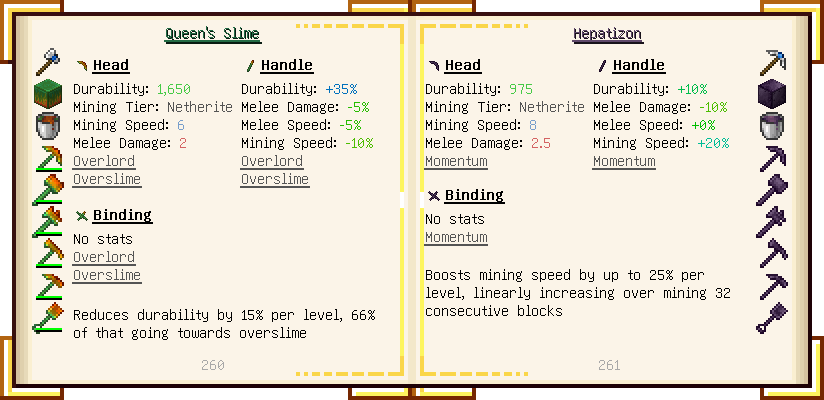 Queen's Slime
Head
Durability: 1,650
Mining Tier: Netherite
Mining Speed: 6
Melee Damage: 2
Overlord
Overslime
Handle
Durability: +35%
Melee Damage: -5%
Melee Speed: -5%
Mining Speed: -10%
Overlord
Overslime
Binding
No stats
Overlord
Overslime
Reduces durability by 15% per level, 66%
of that going towards overslime
260
Hepatizon
Head
Durability: 975
Mining Tier: Netherite
Mining Speed: 8
Melee Damage: 2.5
Momentum
Handle
Durability: +10%
Melee Damage: -10%
Melee Speed: +0%
Mining Speed: +20%
Momentum
Binding
No stats
Momentum
Boosts mining speed by up to 25% per
level, linearly increasing over mining 32
consecutive blocks
261